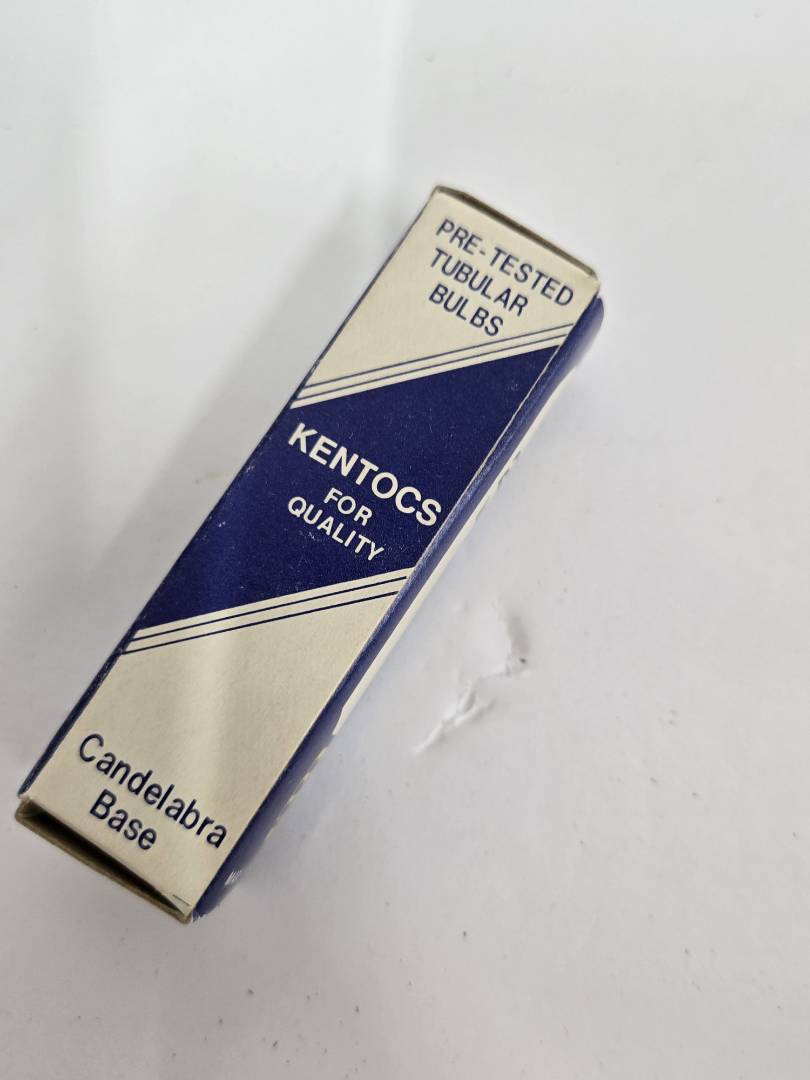 PRE-TESTED
TUBULAR
BULBS
KENTOCS
FOR
QUALITY
Candelabra
Base